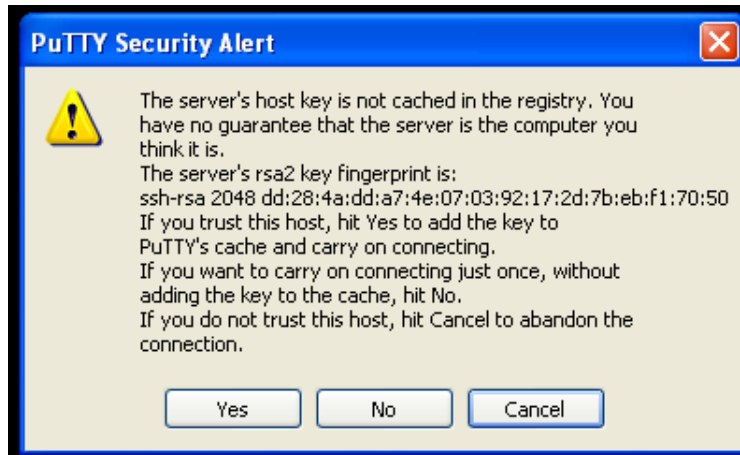 PuTTY Security Alert
The server's host key is not cached in the registry. You
have no guarantee that the server is the computer you
think it is.
The server's rsa2 key fingerprint is:
ssh-rsa 2048 dd:28:4a:dd:a7:4e:07:03:92:17:2d:7b:eb:f1:70:50
If you trust this host, hit Yes to add the key to
PuTTY's cache and carry on connecting.
If you want to carry on connecting just once, without
adding the key to the cache, hit No.
If you do not trust this host, hit Cancel to abandon the
connection.
Yes No Cancel